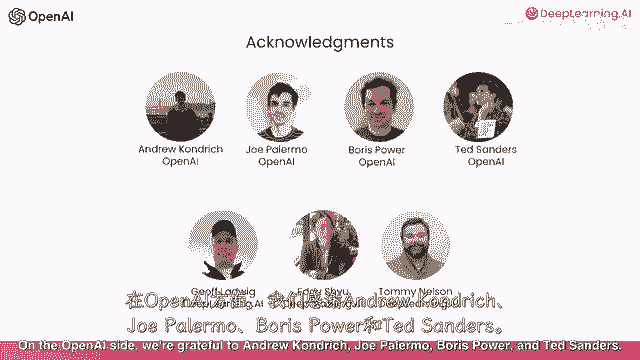 OpenAI
DeepLearning.AI
Acknowledgments
Andrew Kondrich
OpenAI
Joe Palermo
OpenAI
Boris Power
OpenAI
Ted Sanders
OpenAI
Geoff Ladwig
DeepLearning.AI
Eddy Shyu
Tommy Nelson
在OpenAI方面,我们感谢Andrew Kondrich、
Joe Palermo、Boris Power和Ted Sanders。
On the OpenAI side, we're grateful to Andrew Kondrich, Joe Palermo, Boris Power, and Ted Sanders.